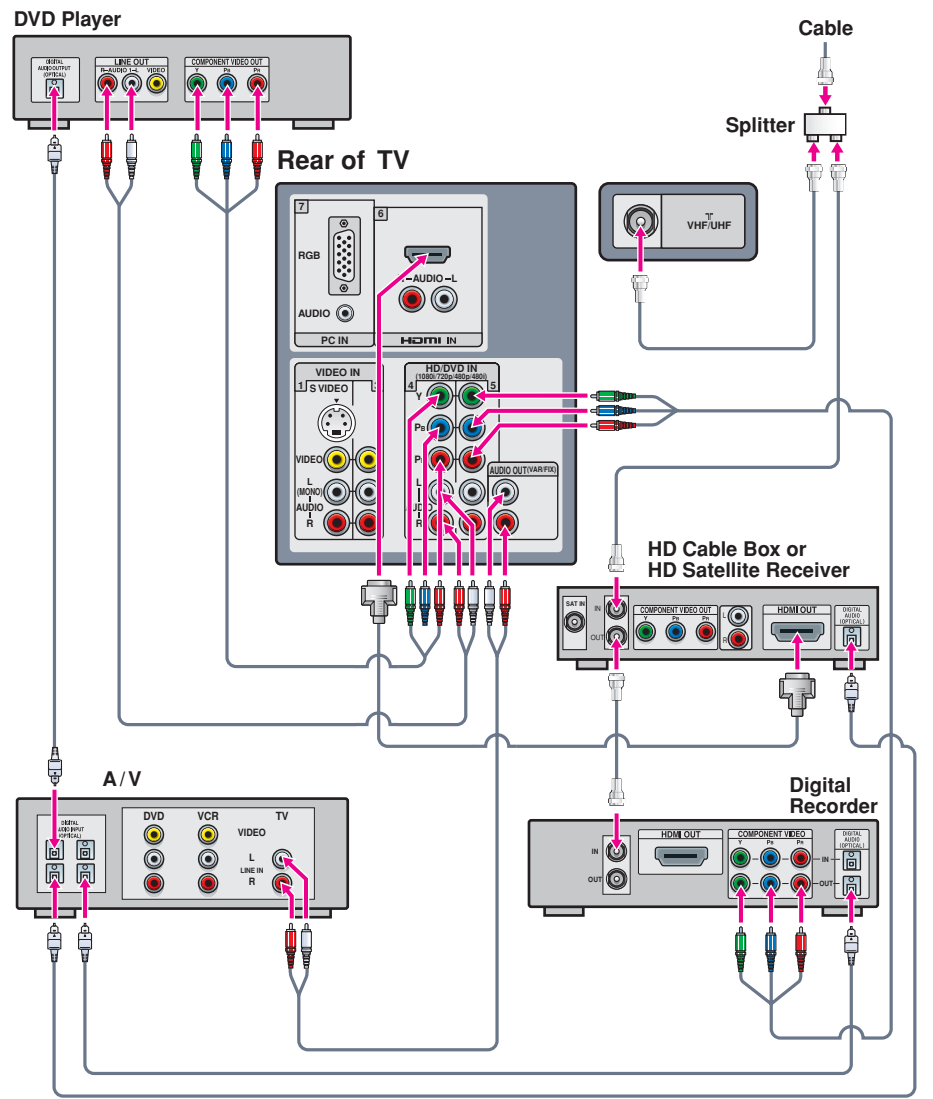 DVD Player
DIGITAL
AUDIO OUTPUT
(OPTICAL)
LINE OUT
R–AUDIO 1–L VIDEO
COMPONENT VIDEO OUT
Y PB PR
Cable
Splitter
Rear of TV
7
RGB
AUDIO
PC IN
6
–AUDIO–L
HDMI IN
VHF/UHF
VIDEO IN
1 S VIDEO
VIDEO
L
(MONO)
AUDIO
R
HD/DVD IN
(1080i/720p/480p/480i)
4 5
Y
PB
L
R
AUDIO OUT(VAR/FIX)
HD Cable Box or
HD Satellite Receiver
SAT IN
IN
OUT
COMPONENT VIDEO OUT
Y PB PR
L
R
HDMI OUT
DIGITAL
AUDIO
(OPTICAL)
A/V
DIGITAL
AUDIO INPUT
(OPTICAL)
DVD VCR TV
VIDEO
L
LINE IN
R
Digital
Recorder
IN
OUT
HDMI OUT
COMPONENT VIDEO
Y PB PR
DIGITAL
AUDIO
(OPTICAL)
IN
OUT